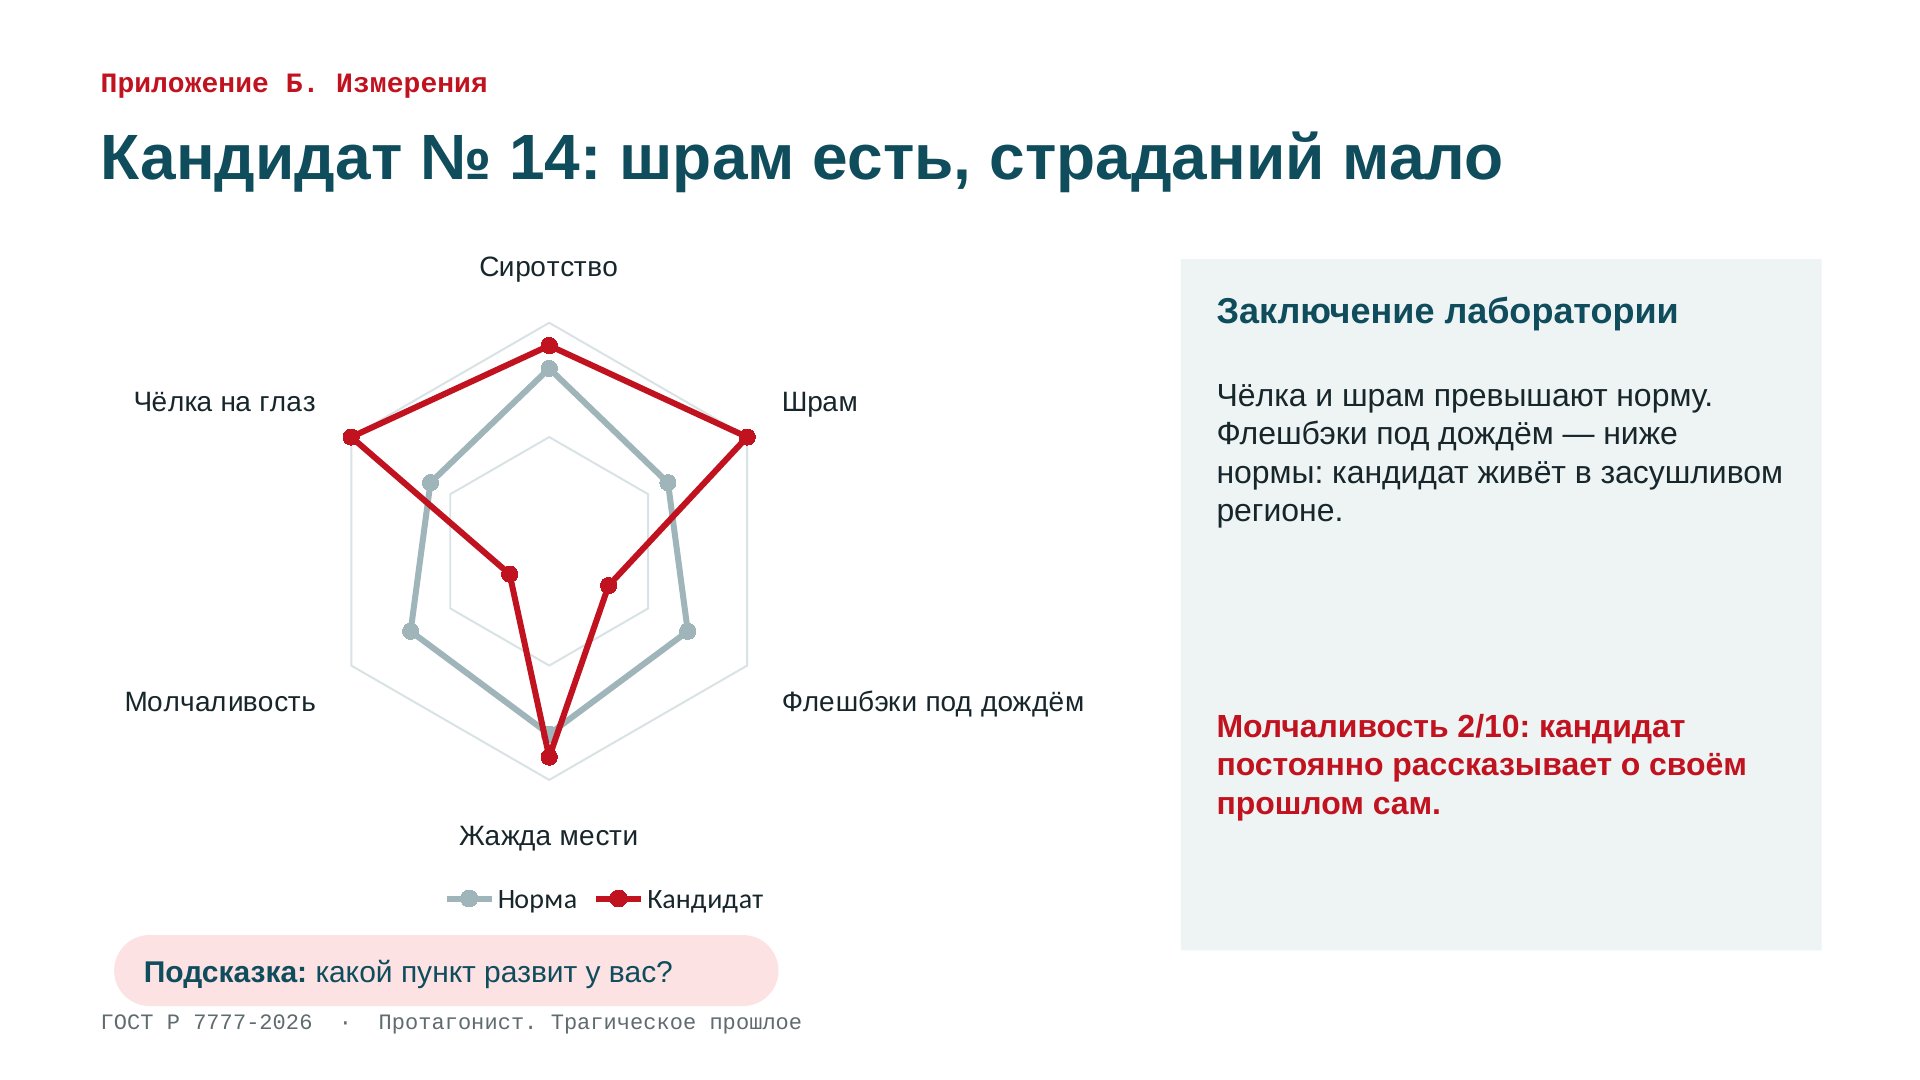 Приложение Б. Измерения
Кандидат № 14: шрам есть, страданий мало
Сиротство
Чёлка на глаз
Шрам
Молчаливость
Флешбэки под дождём
Жажда мести
Норма
Кандидат
Подсказка: какой пункт развит у вас?
Заключение лаборатории
Чёлка и шрам превышают норму.
Флешбэки под дождём — ниже
нормы: кандидат живёт в засушливом
регионе.
Молчаливость 2/10: кандидат
постоянно рассказывает о своём
прошлом сам.
ГОСТ Р 7777-2026 · Протагонист. Трагическое прошлое